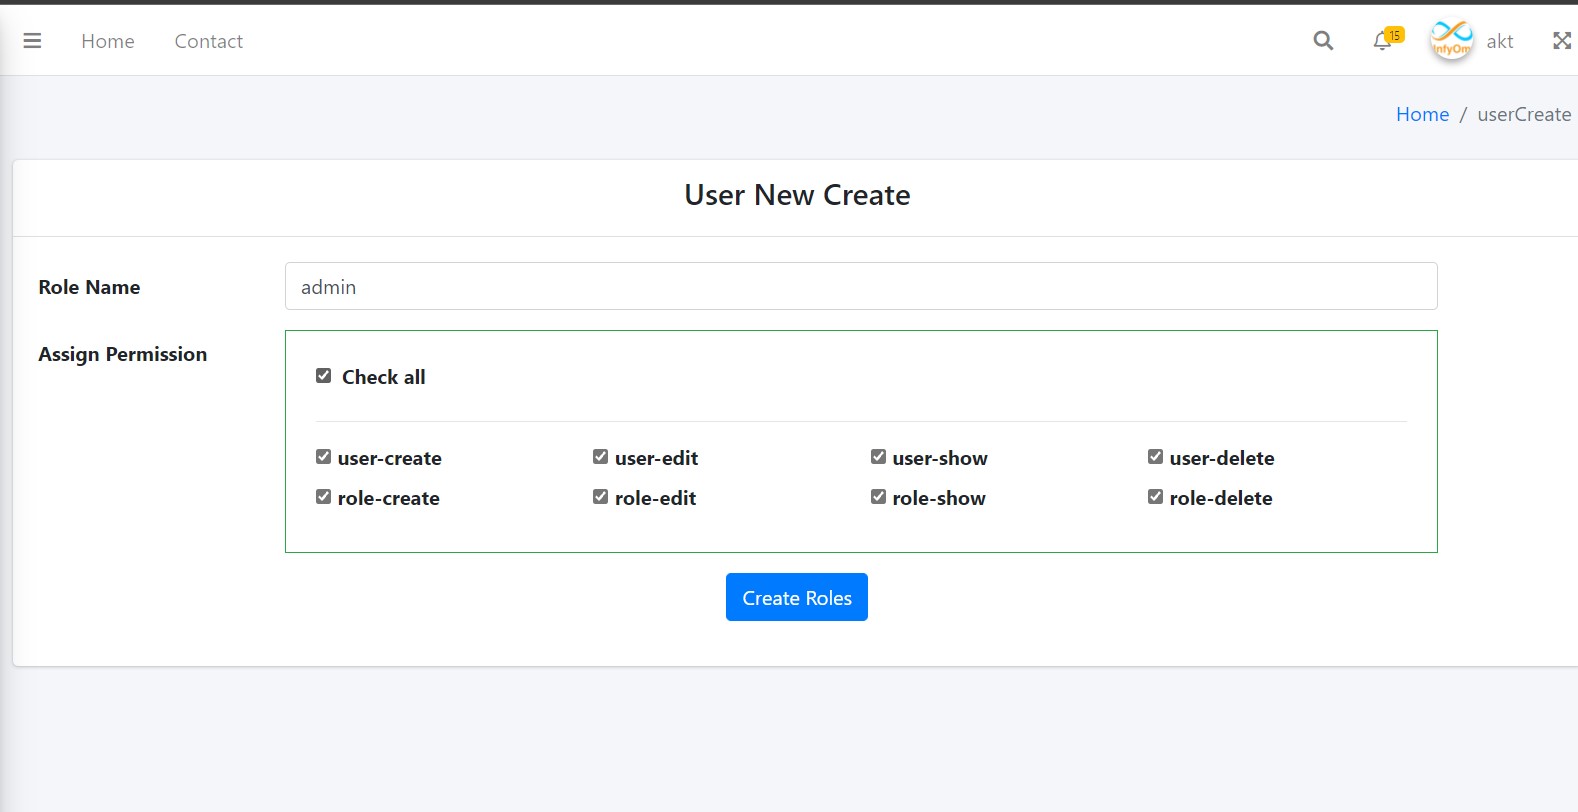 Home Contact 15 InfyOm akt
Home / userCreate
User New Create
Role Name admin
Assign Permission
Check all
user-create user-edit user-show user-delete
role-create role-edit role-show role-delete
Create Roles